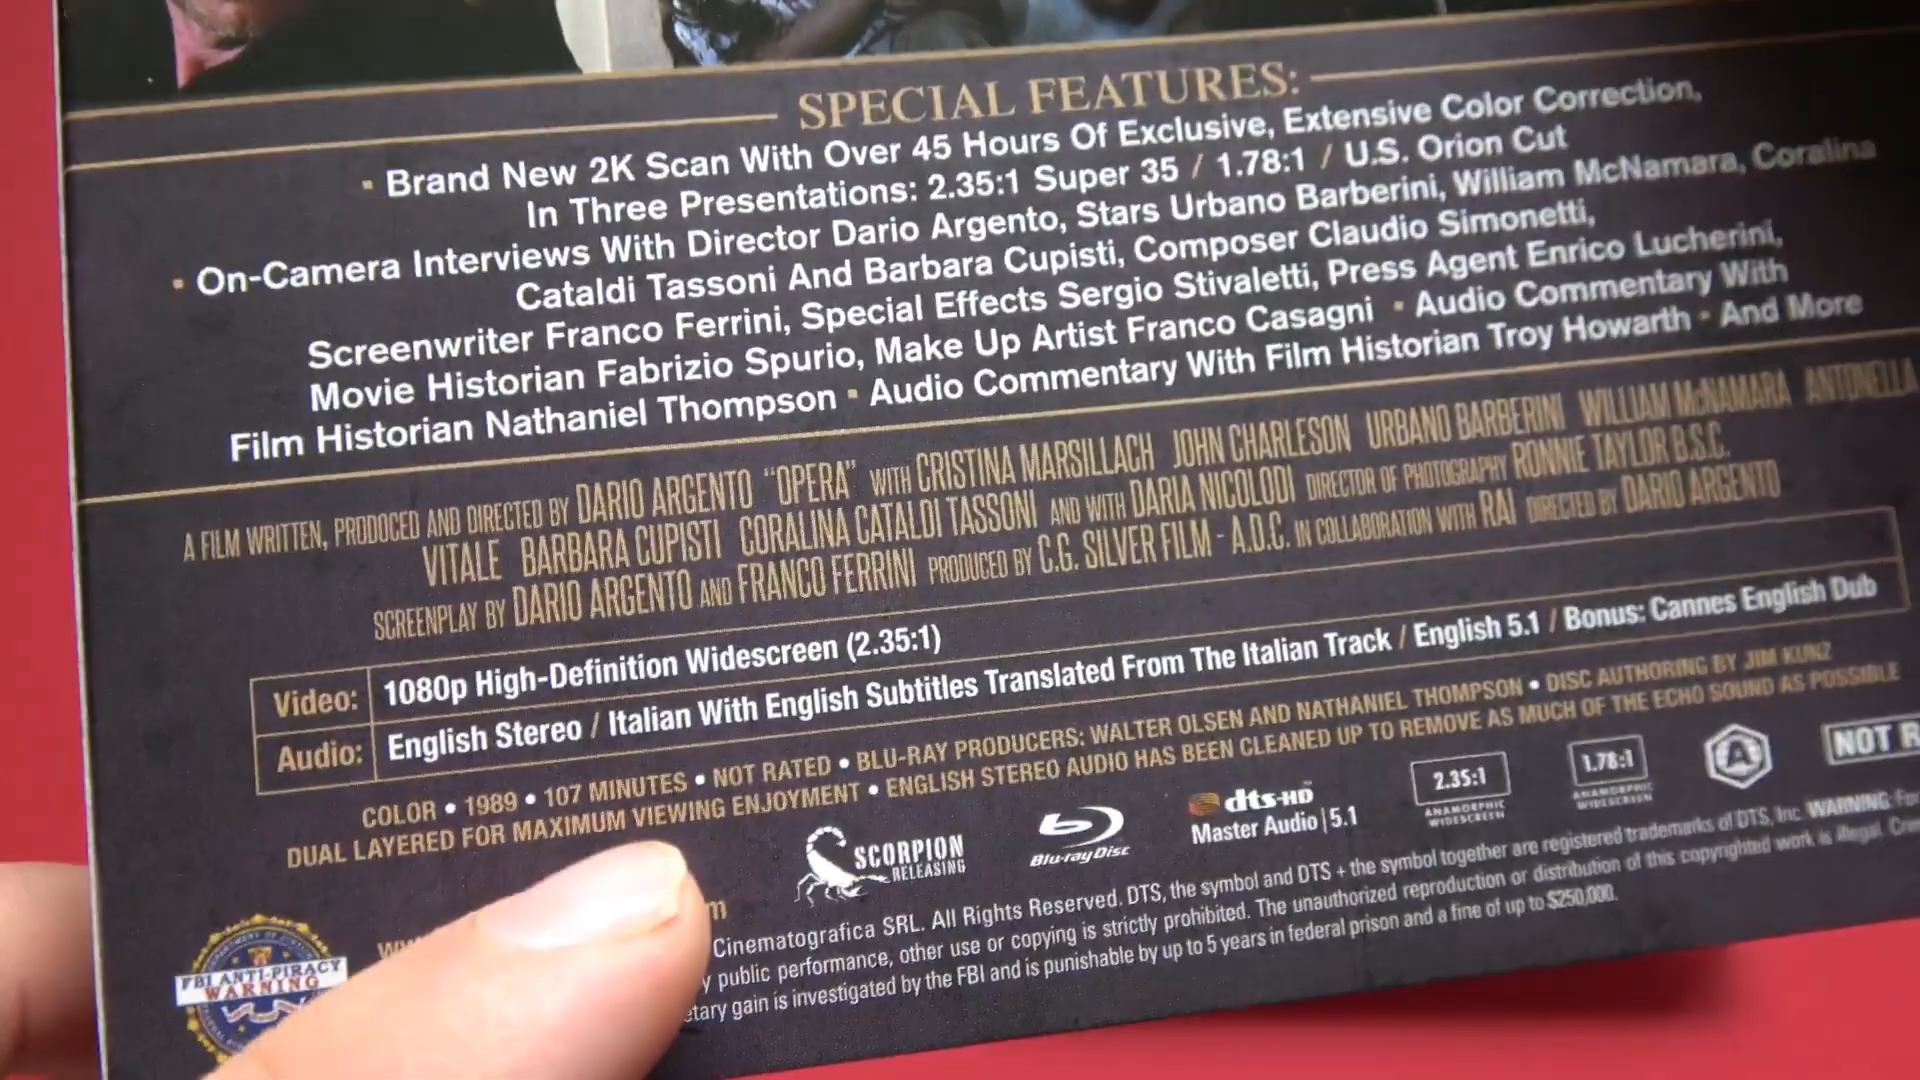 SPECIAL FEATURES:
▪ Brand New 2K Scan With Over 45 Hours Of Exclusive, Extensive Color Correction,
In Three Presentations: 2.35:1 Super 35 / 1.78:1 / U.S. Orion Cut
▪ On-Camera Interviews With Director Dario Argento, Stars Urbano Barberini, William McNamara, Coralina
Cataldi Tassoni And Barbara Cupisti, Composer Claudio Simonetti,
Screenwriter Franco Ferrini, Special Effects Sergio Stivaletti, Press Agent Enrico Lucherini,
Movie Historian Fabrizio Spurio, Make Up Artist Franco Casagni ▪ Audio Commentary With
Film Historian Nathaniel Thompson ▪ Audio Commentary With Film Historian Troy Howarth ▪ And More
A FILM WRITTEN, PRODUCED AND DIRECTED BY DARIO ARGENTO “OPERA” WITH CRISTINA MARSILLACH JOHN CHARLESON URBANO BARBERINI WILLIAM McNAMARA ANTONELLA
VITALE BARBARA CUPISTI CORALINA CATALDI TASSONI AND WITH DARIA NICOLODI DIRECTOR OF PHOTOGRAPHY RONNIE TAYLOR B.S.C.
SCREENPLAY BY DARIO ARGENTO AND FRANCO FERRINI PRODUCED BY C.G. SILVER FILM - A.D.C. IN COLLABORATION WITH RAI DIRECTED BY DARIO ARGENTO
Video: 1080p High-Definition Widescreen (2.35:1)
Audio: English Stereo / Italian With English Subtitles Translated From The Italian Track / English 5.1 / Bonus: Cannes English Dub
COLOR • 1989 • 107 MINUTES • NOT RATED • BLU-RAY PRODUCERS: WALTER OLSEN AND NATHANIEL THOMPSON • DISC AUTHORING BY JIM KUNZ
DUAL LAYERED FOR MAXIMUM VIEWING ENJOYMENT • ENGLISH STEREO AUDIO HAS BEEN CLEANED UP TO REMOVE AS MUCH OF THE ECHO SOUND AS POSSIBLE
SCORPION
RELEASING
Blu-ray Disc
dts-HD
Master Audio | 5.1
2.35:1
ANAMORPHIC
WIDESCREEN
1.78:1
ANAMORPHIC
WIDESCREEN
A
NOT R
FBI ANTI-PIRACY
WARNING
Cinematografica SRL. All Rights Reserved. DTS, the symbol and DTS + the symbol together are registered trademarks of DTS, Inc. WARNING: For
y public performance, other use or copying is strictly prohibited. The unauthorized reproduction or distribution of this copyrighted work is illegal.
etary gain is investigated by the FBI and is punishable by up to 5 years in federal prison and a fine of up to $250,000.